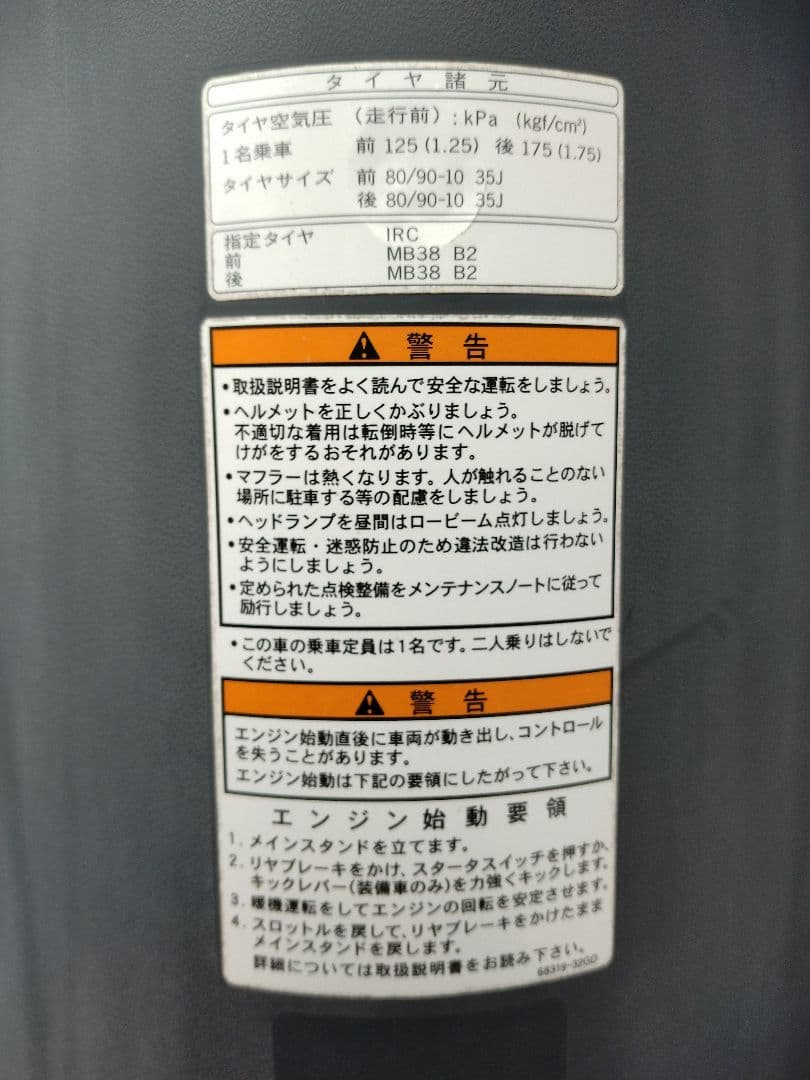 タイヤ諸元
タイヤ空気圧 (走行前):kPa (kgf/cm²)
1名乗車 前 125 (1.25) 後 175 (1.75)
タイヤサイズ 前 80/90-10 35J
後 80/90-10 35J
指定タイヤ IRC
前 MB38 B2
後 MB38 B2
⚠ 警告
•取扱説明書をよく読んで安全な運転をしましょう。
•ヘルメットを正しくかぶりましょう。
不適切な着用は転倒時等にヘルメットが脱げて
けがをするおそれがあります。
•マフラーは熱くなります。人が触れることのない
場所に駐車する等の配慮をしましょう。
•ヘッドランプを昼間はロービーム点灯しましょう。
•安全運転・迷惑防止のため違法改造は行わない
ようにしましょう。
•定められた点検整備をメンテナンスノートに従って
励行しましょう。
•この車の乗車定員は1名です。二人乗りはしないで
ください。
⚠ 警告
エンジン始動直後に車両が動き出し、コントロール
を失うことがあります。
エンジン始動は下記の要領にしたがって下さい。
エンジン始動要領
1. メインスタンドを立てます。
2. リヤブレーキをかけ、スタータスイッチを押すか、
キックレバー(装備車のみ)を力強くキックします。
3. 暖機運転をしてエンジンの回転を安定させます。
4. スロットルを戻して、リヤブレーキをかけたまま
メインスタンドを戻します。
詳細については取扱説明書をお読み下さい。
68319-32G0